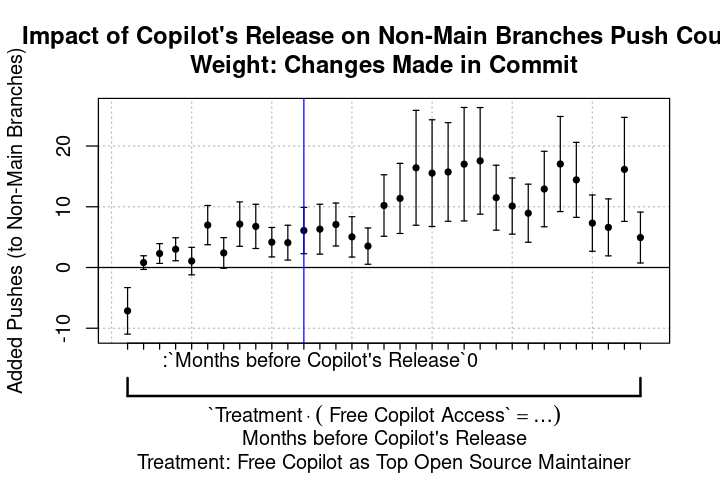 Impact of Copilot's Release on Non-Main Branches Push Cou
Weight: Changes Made in Commit
Added Pushes (to Non-Main Branches)
20
10
0
-10
:`Months before Copilot's Release`0
`Treatment · ( Free Copilot Access` = …)
Months before Copilot's Release
Treatment: Free Copilot as Top Open Source Maintainer